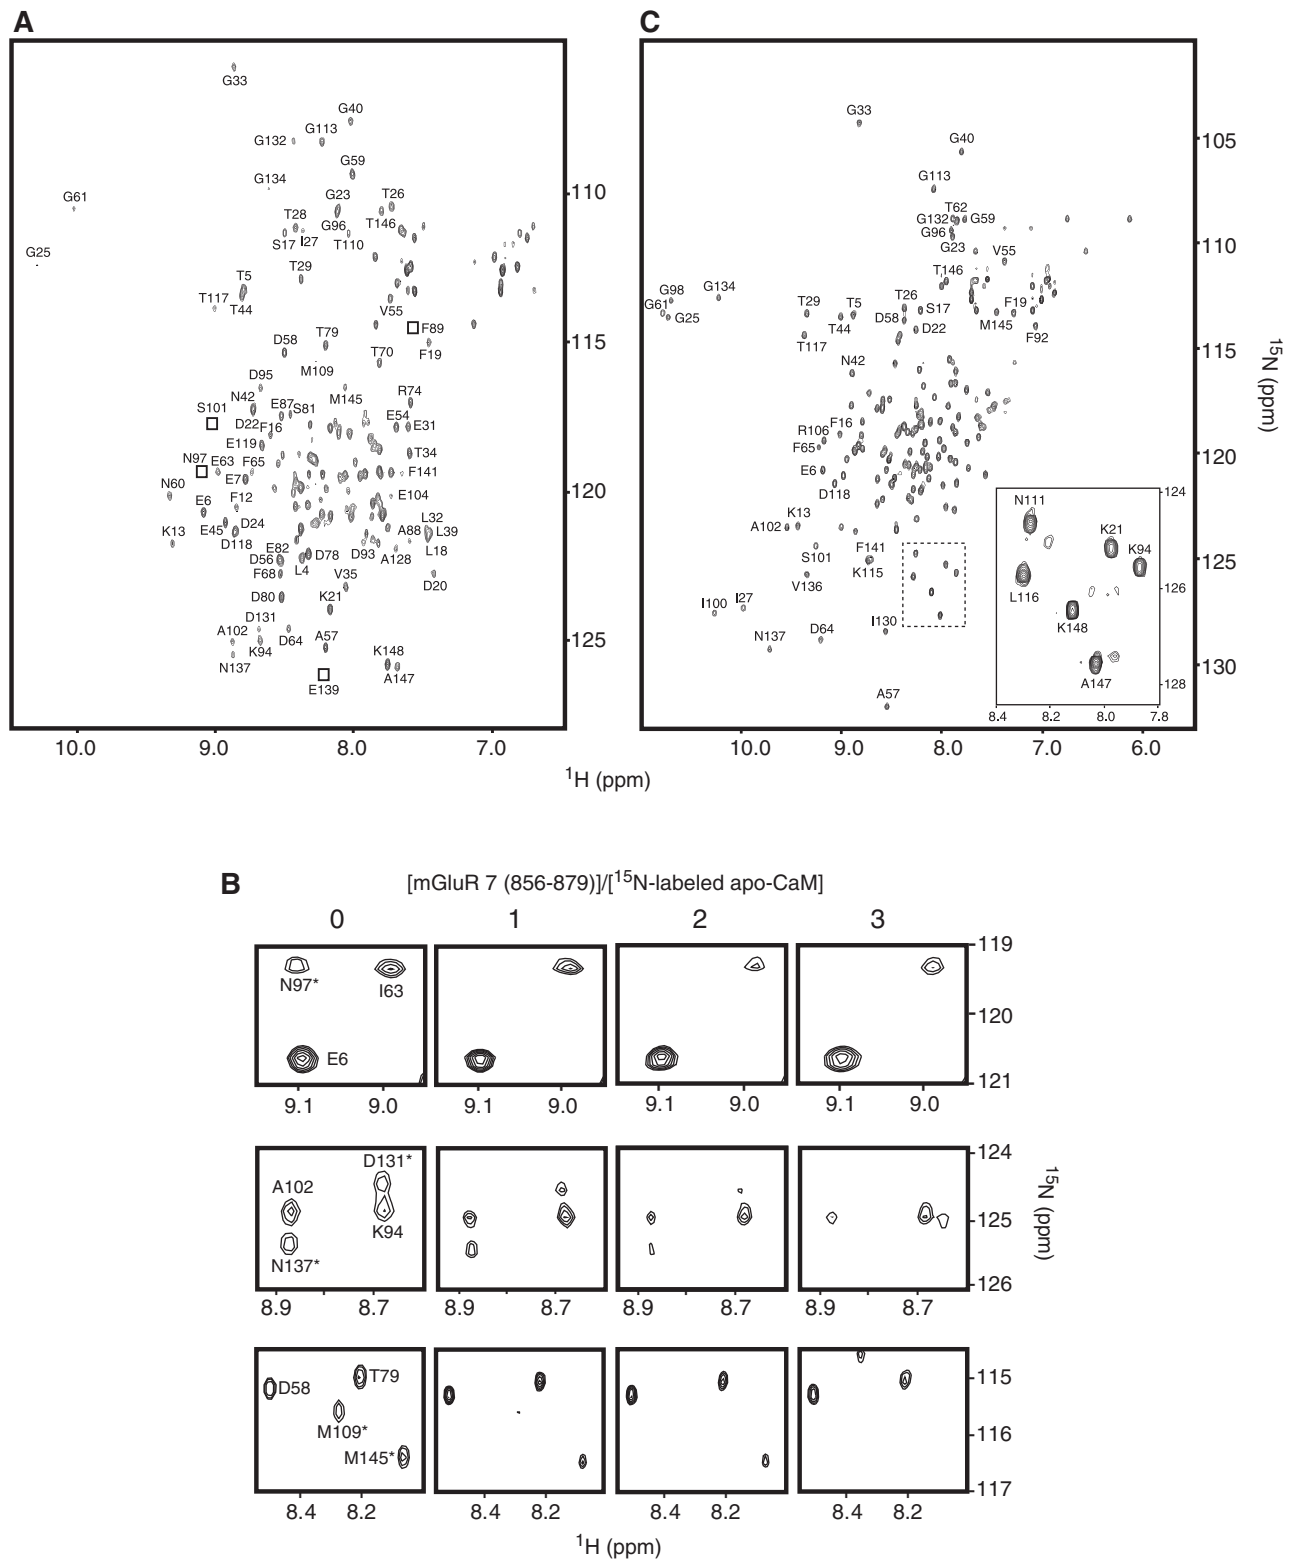 A
G33
G40
G132 G113
G59
G134
G61
G23 T26
T28 G96 T146
S17 I27 T110
G25
T29
T5
T117 T44
V55
F89
D58 T79 F19
T70
M109
D95
N42 E87 S81 M145 R74
S101
D22 F16 E54 E31
E119 T34
N97 E63 F65
E7 F141
N60
E6 F12 E104
E45 D24 A88 L32 L39
K13 D118 E82 D93 L18
D56 D78 A128
F68 L4 V35 D20
D80 K21
D131
A102 D64 A57
K94 K148
N137 A147
E139
110
115
120
125
10.0 9.0 8.0 7.0
C
G33
G40
G113
T62
G132 G59
G96
G23 V55
T146
G98 G134
G61 G25
T29 T5 T26 S17 F19
T44 D58 D22 M145
T117 F92
N42
R106 F16
F65
E6
D118
K13
A102
S101 F141
V136 K115
I100 I27
N137 D64 I130
A57
105
110
115
120
125
130
15N (ppm)
N111
K21
K94
L116
K148
A147
124
126
128
8.4 8.2 8.0 7.8
10.0 9.0 8.0 7.0 6.0
1H (ppm)
B
[mGluR 7 (856-879)]/[15N-labeled apo-CaM]
0 1 2 3
N97* I63
E6
119
120
121
9.1 9.0 9.1 9.0 9.1 9.0 9.1 9.0
D131*
A102
K94
N137*
124
125
126
15N (ppm)
8.9 8.7 8.9 8.7 8.9 8.7 8.9 8.7
D58 T79
M109*
M145*
115
116
117
8.4 8.2 8.4 8.2 8.4 8.2 8.4 8.2
1H (ppm)